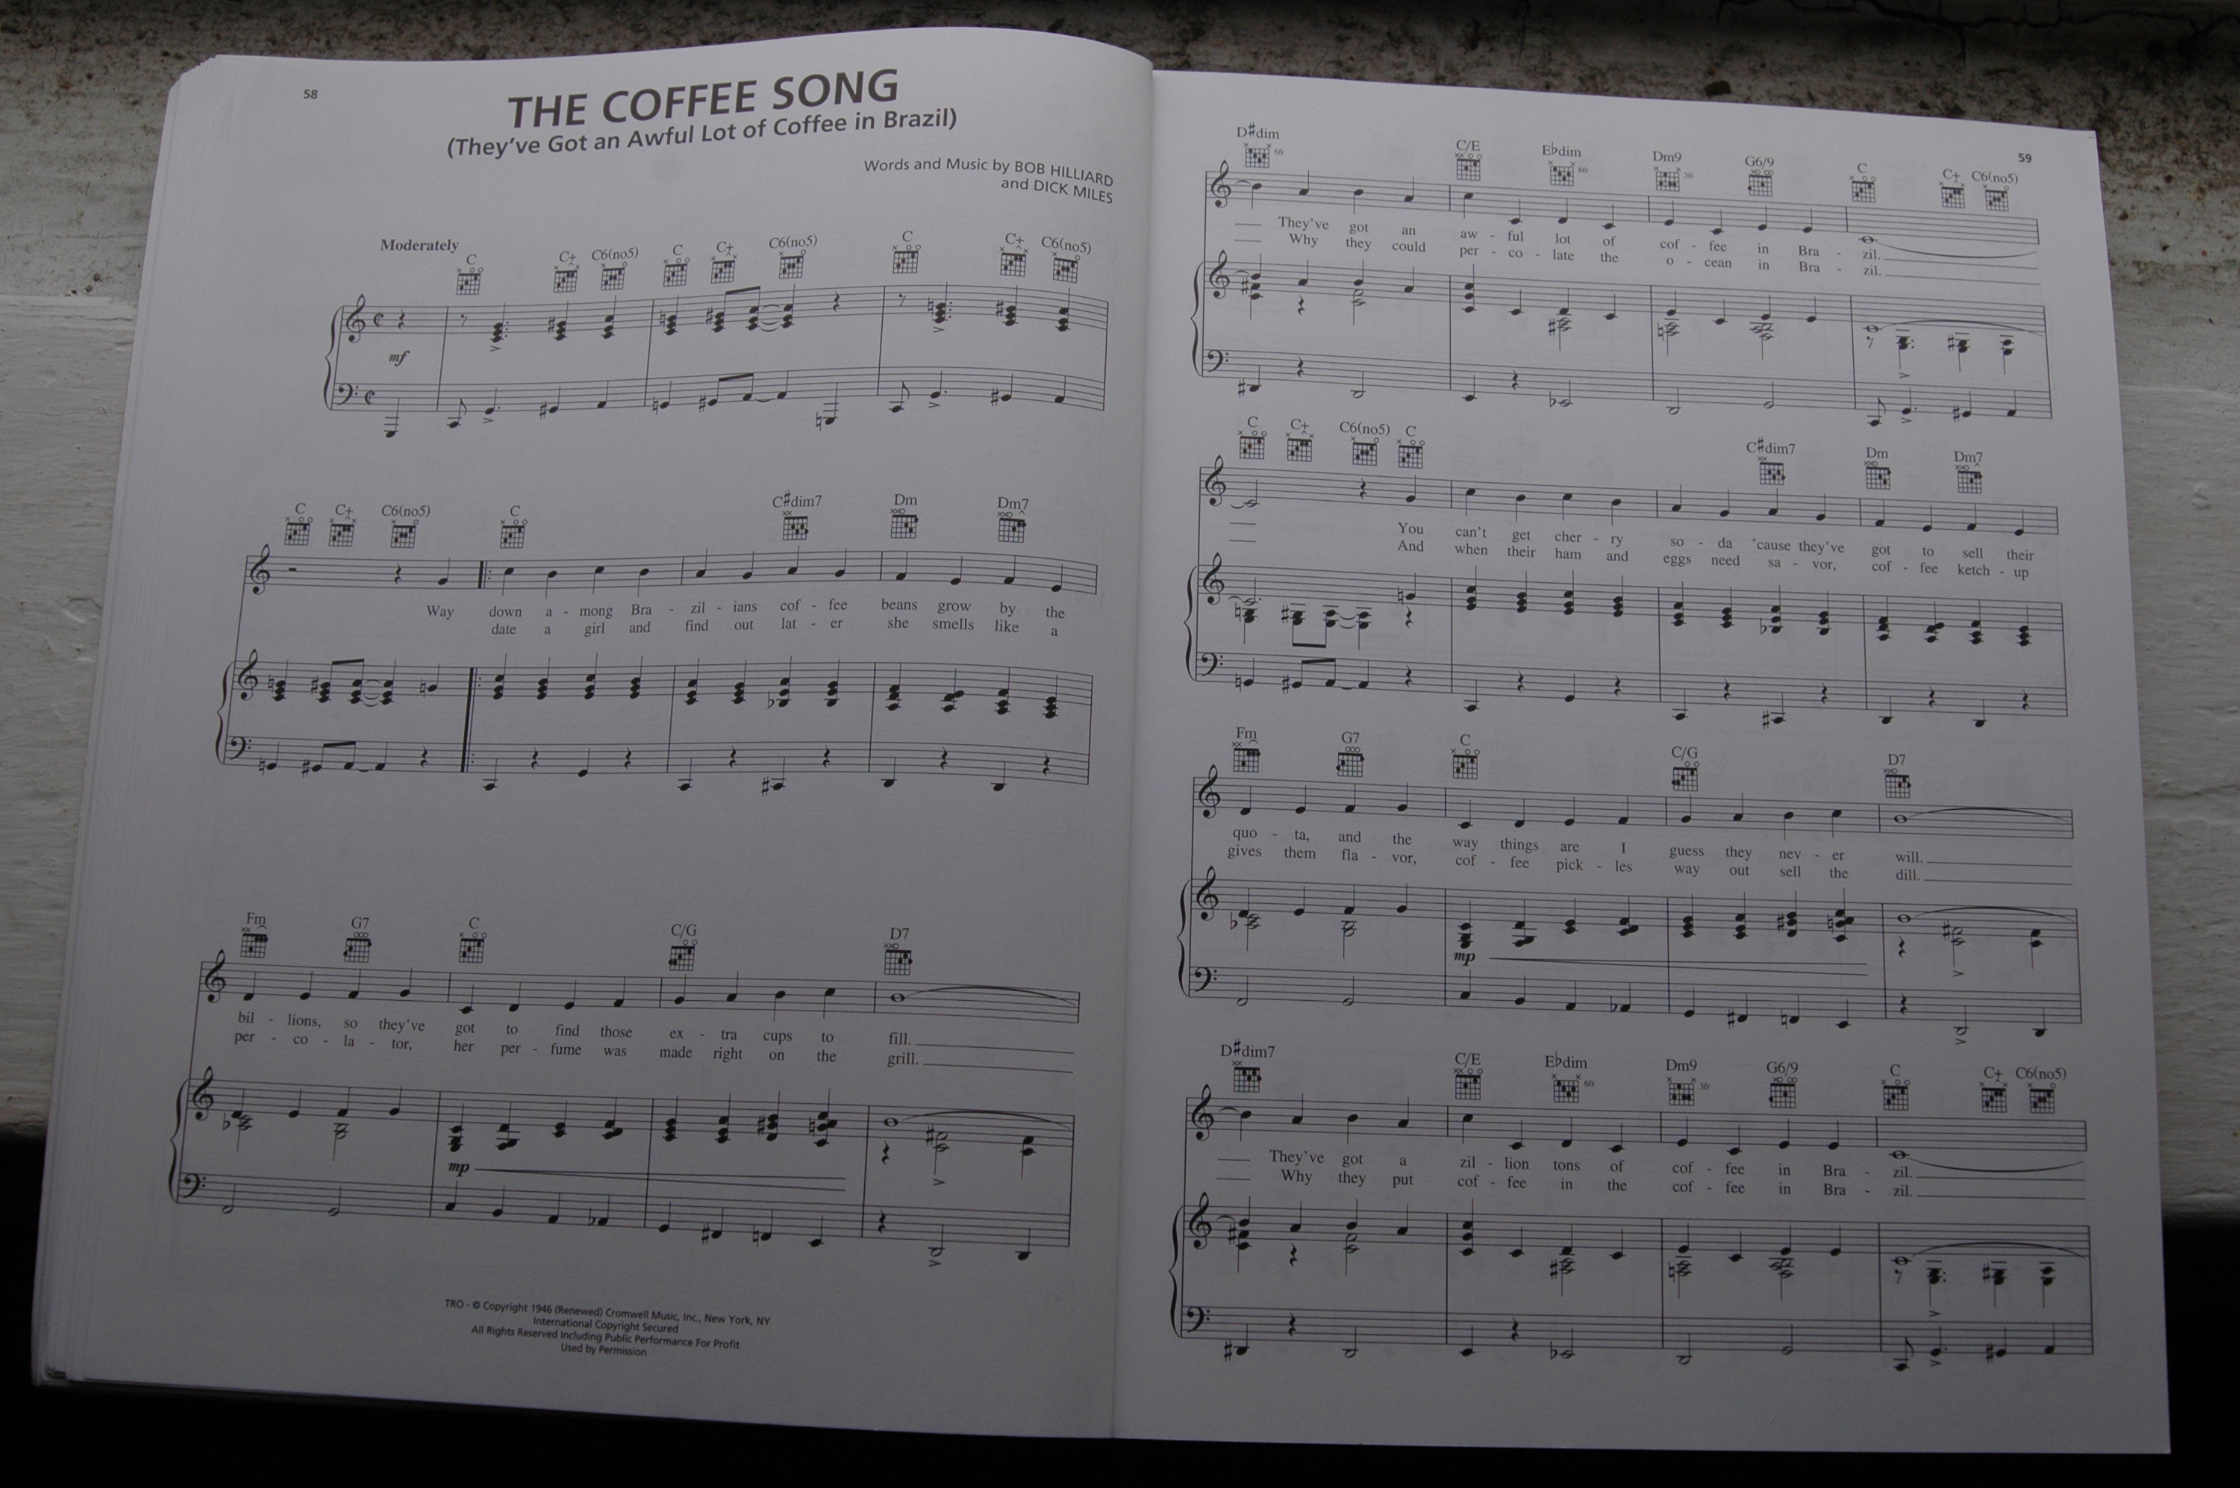 58
THE COFFEE SONG
(They've Got an Awful Lot of Coffee in Brazil)
Words and Music by BOB HILLIARD
and DICK MILES
Moderately
C C+ C6(no5) C C+ C6(no5) C C+ C6(no5)
mf
C C+ C6(no5) C C#dim7 Dm Dm7
Way down a - mong Bra - zil - ians cof - fee beans grow by the
date a girl and find out lat - er she smells like a
Fm G7 C C/G D7
bil - lions, so they've got to find those ex - tra cups to fill.
per - co - la - tor, her per - fume was made right on the grill.
mp
TRO - © Copyright 1946 (Renewed) Cromwell Music, Inc., New York, NY
International Copyright Secured
All Rights Reserved Including Public Performance For Profit
Used by Permission
59
D#dim 6fr C/E E♭dim 6fr Dm9 3fr G6/9 C C+ C6(no5)
They've got an aw - ful lot of cof - fee in Bra - zil.
Why they could per - co - late the o - cean in Bra - zil.
C C+ C6(no5) C C#dim7 Dm Dm7
You can't get cher - ry so - da 'cause they've got to sell their
And when their ham and eggs need sa - vor, cof - fee ketch - up
Fm G7 C C/G D7
quo - ta, and the way things are I guess they nev - er will.
gives them fla - vor, cof - fee pick - les way out sell the dill.
mp
D#dim7 C/E E♭dim 6fr Dm9 3fr G6/9 C C+ C6(no5)
They've got a zil - lion tons of cof - fee in Bra - zil.
Why they put cof - fee in the cof - fee in Bra - zil.